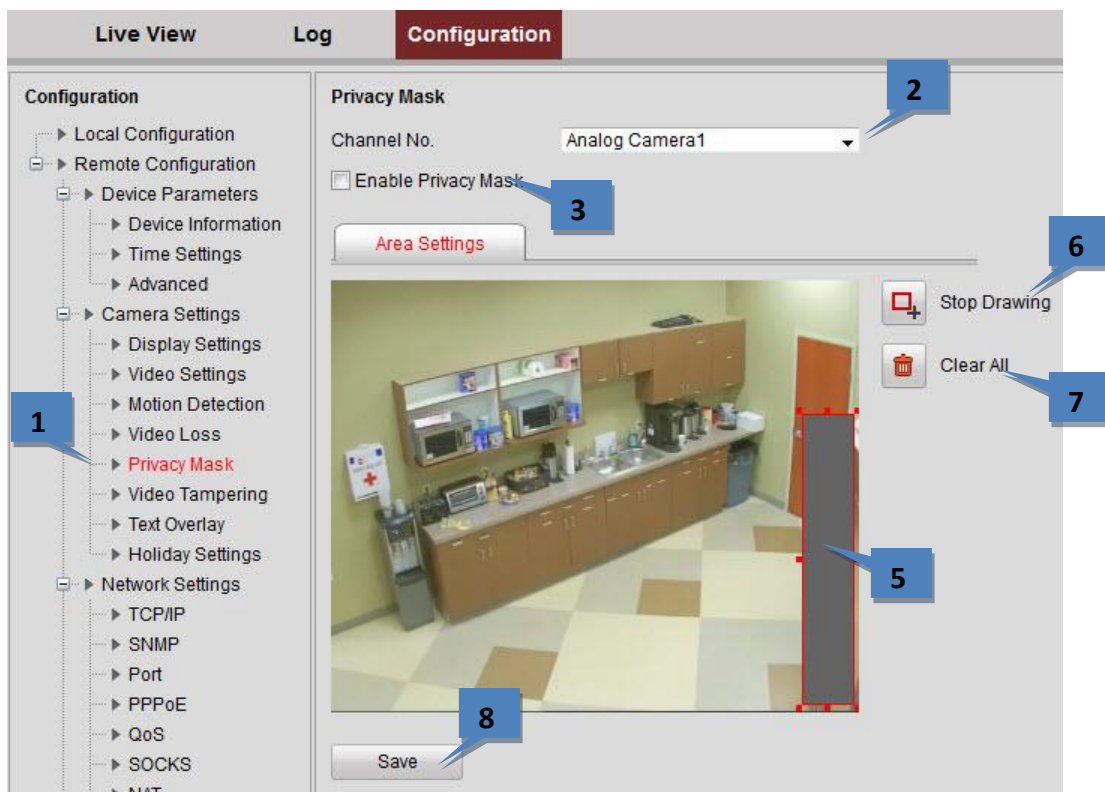 Live View Log Configuration
Configuration
Local Configuration
Remote Configuration
Device Parameters
Device Information
Time Settings
Advanced
Camera Settings
Display Settings
Video Settings
Motion Detection
Video Loss
1
Privacy Mask
Video Tampering
Text Overlay
Holiday Settings
Network Settings
TCP/IP
SNMP
Port
PPPoE
QoS
SOCKS
NAT
Privacy Mask
2
Channel No. Analog Camera1
Enable Privacy Mask
3
Area Settings
6
Stop Drawing
Clear All
7
5
8
Save